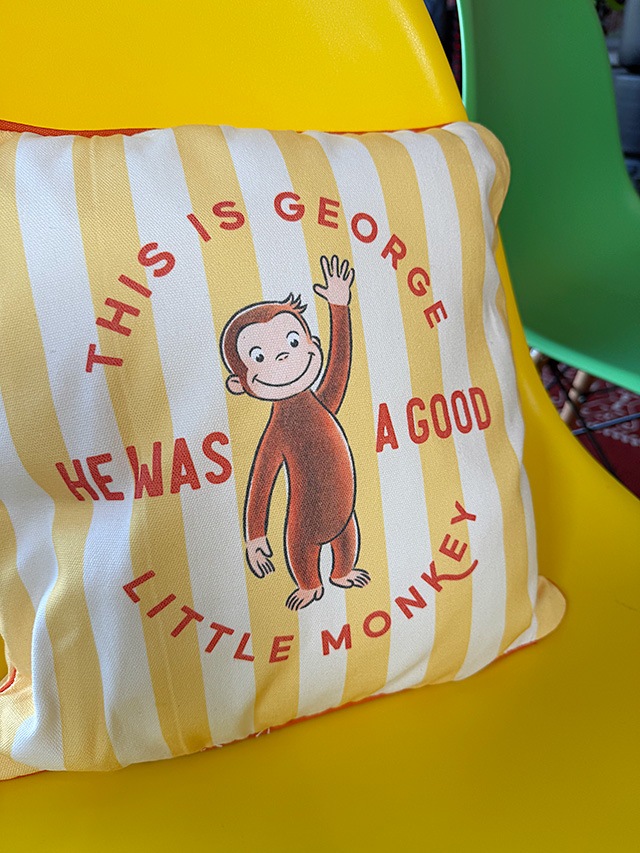 THIS IS GEORGE
HE WAS A GOOD
LITTLE MONKEY